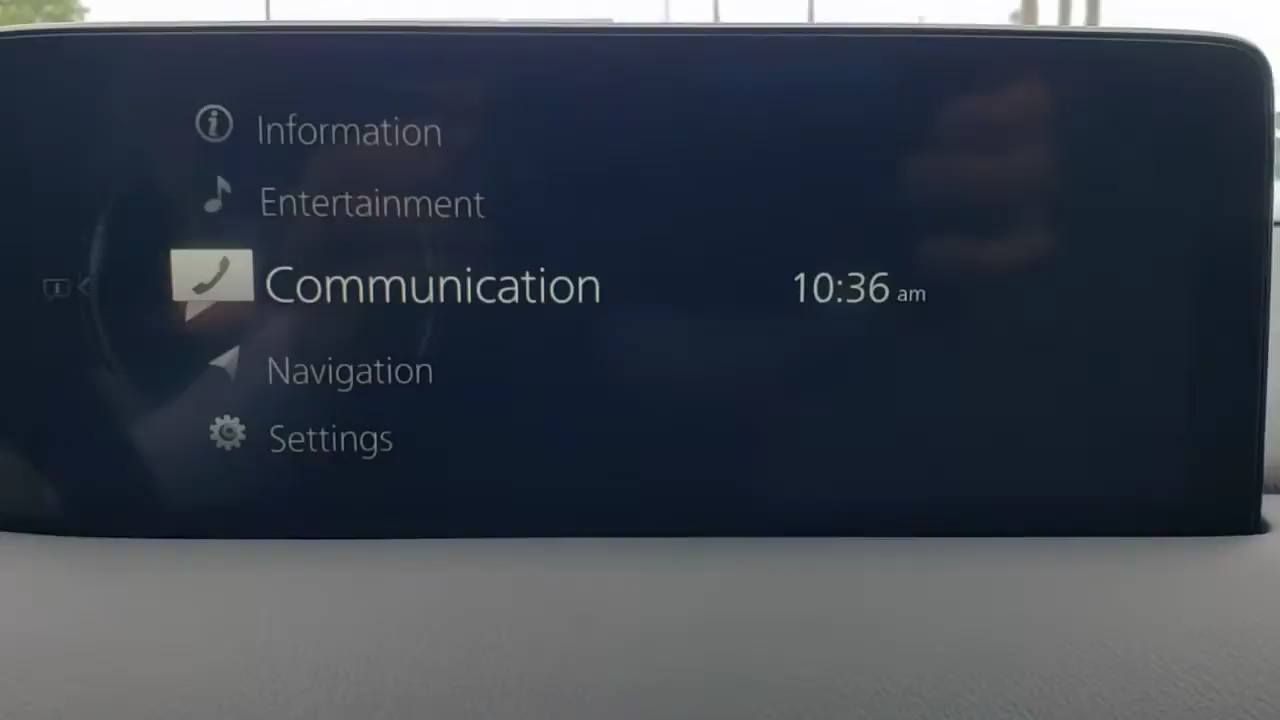 Information
Entertainment
Communication
10:36 am
Navigation
Settings